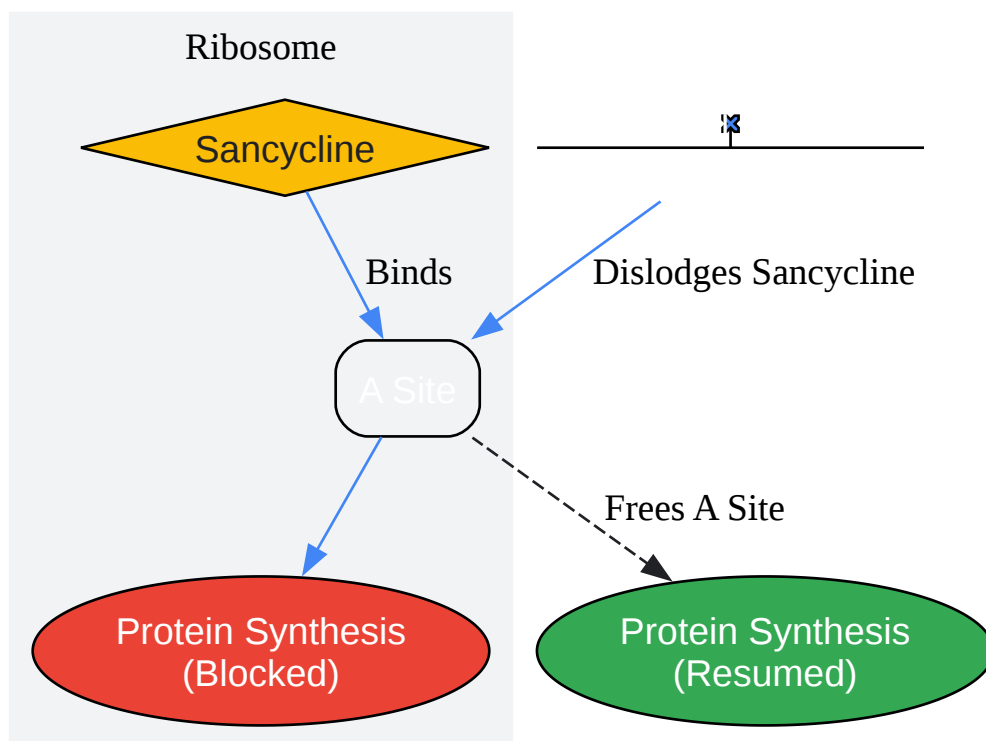 Ribosome
Sancycline
Binds
Dislodges Sancycline
A Site
Frees A Site
Protein Synthesis
(Blocked)
Protein Synthesis
(Resumed)